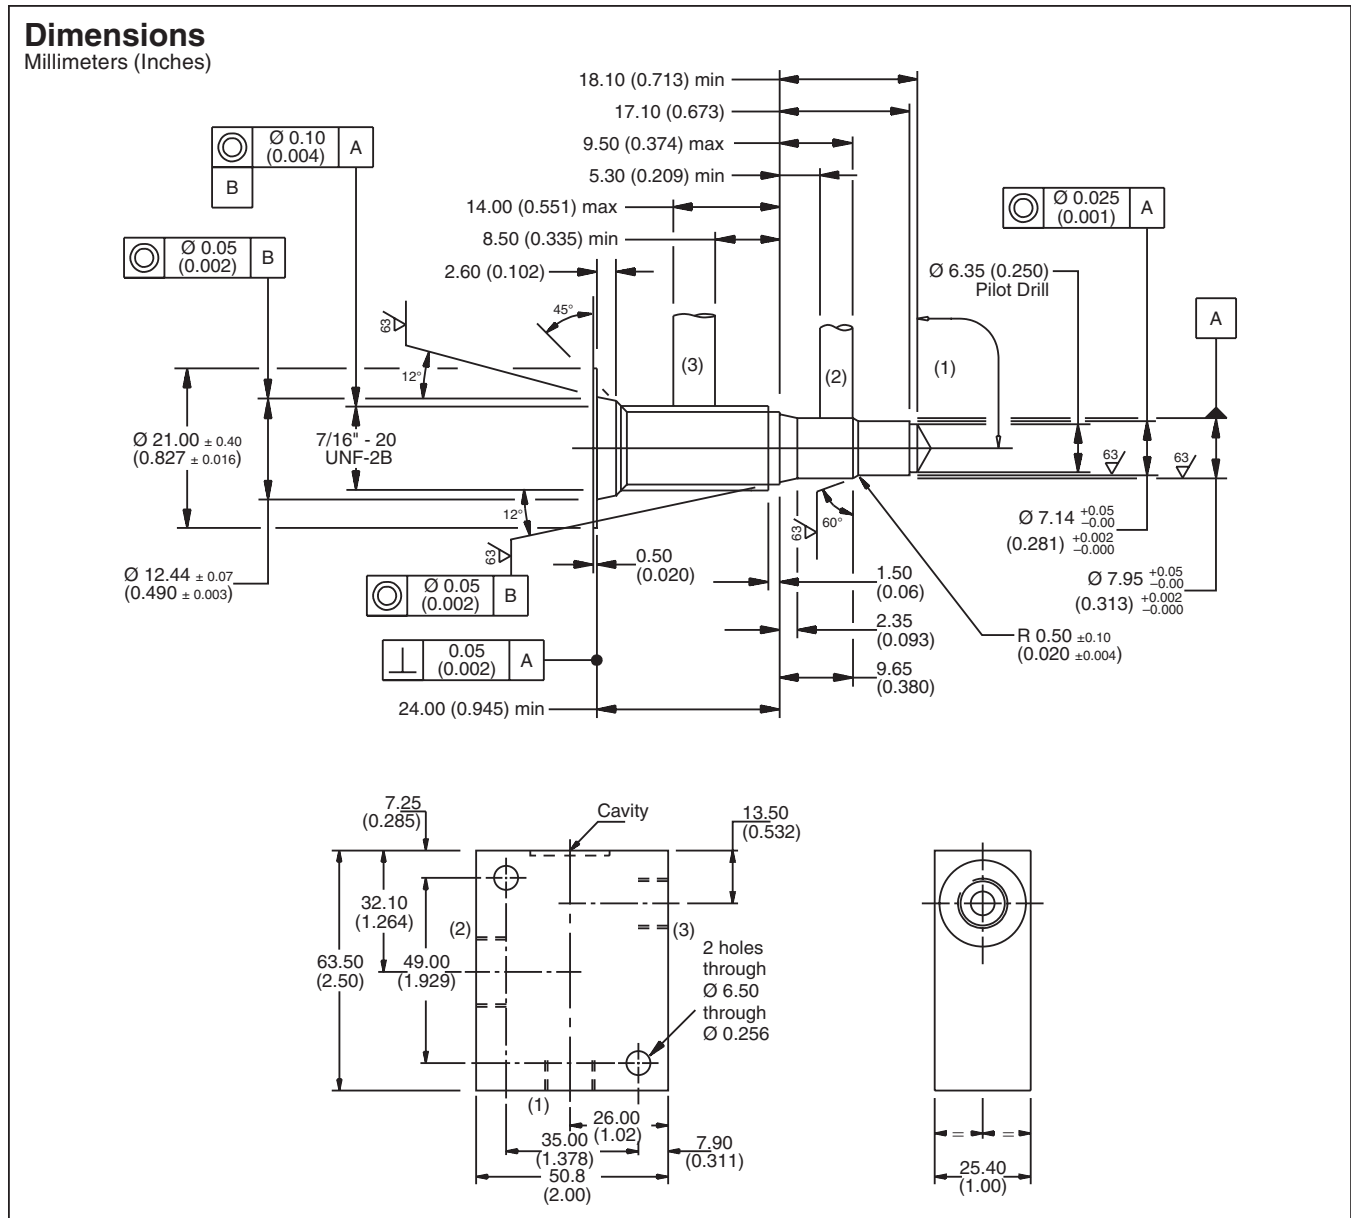 Dimensions
Millimeters (Inches)
18.10 (0.713) min
17.10 (0.673)
9.50 (0.374) max
5.30 (0.209) min
14.00 (0.551) max
8.50 (0.335) min
2.60 (0.102)
Ø 0.10
(0.004)
A
B
Ø 0.05
(0.002)
B
Ø 0.025
(0.001)
A
Ø 6.35 (0.250)
Pilot Drill
A
63
45°
12°
(3)
(2)
(1)
Ø 21.00 ± 0.40
(0.827 ± 0.016)
7/16" - 20
UNF-2B
63
63
12°
63
63
60°
Ø 12.44 ± 0.07
(0.490 ± 0.003)
0.50
(0.020)
Ø 0.05
(0.002)
B
0.05
(0.002)
A
24.00 (0.945) min
1.50
(0.06)
2.35
(0.093)
9.65
(0.380)
Ø 7.14 +0.05 −0.00
(0.281) +0.002 −0.000
Ø 7.95 +0.05 −0.00
(0.313) +0.002 −0.000
R 0.50 ±0.10
(0.020 ±0.004)
7.25
(0.285)
Cavity
13.50
(0.532)
32.10
(1.264)
(2)
(3)
63.50
(2.50)
49.00
(1.929)
2 holes
through
Ø 6.50
through
Ø 0.256
(1)
26.00
(1.02)
35.00
(1.378)
7.90
(0.311)
50.8
(2.00)
= =
25.40
(1.00)